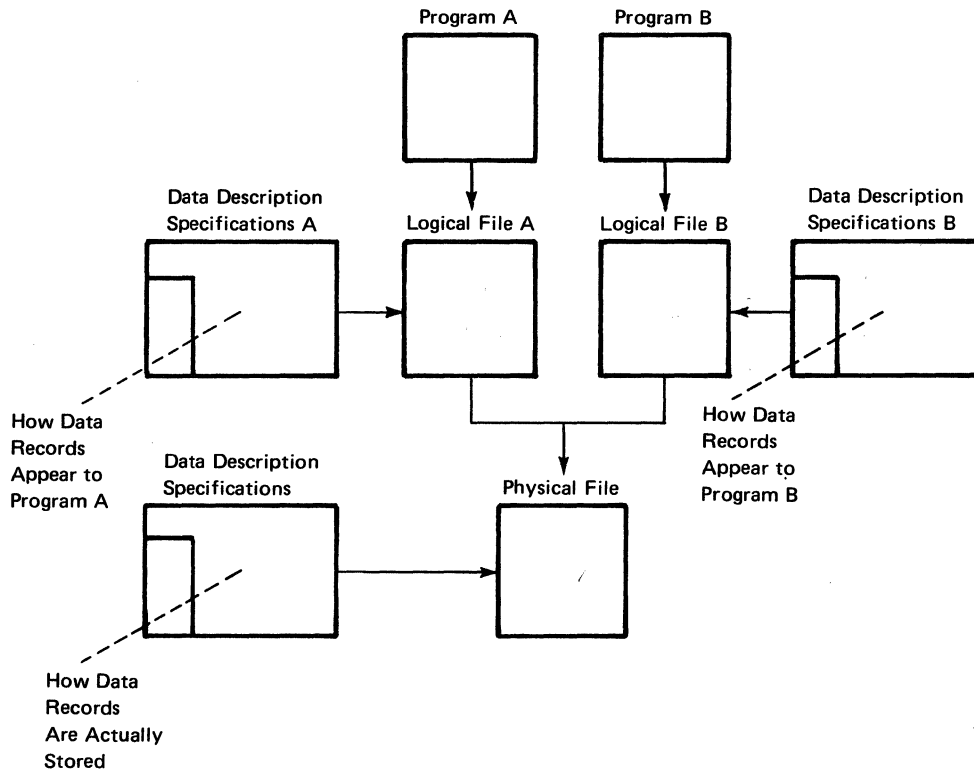 Program A
Program B
Data Description
Specifications A
Logical File A
Logical File B
Data Description
Specifications B
How Data
Records
Appear to
Program A
How Data
Records
Appear to
Program B
Data Description
Specifications
Physical File
How Data
Records
Are Actually
Stored